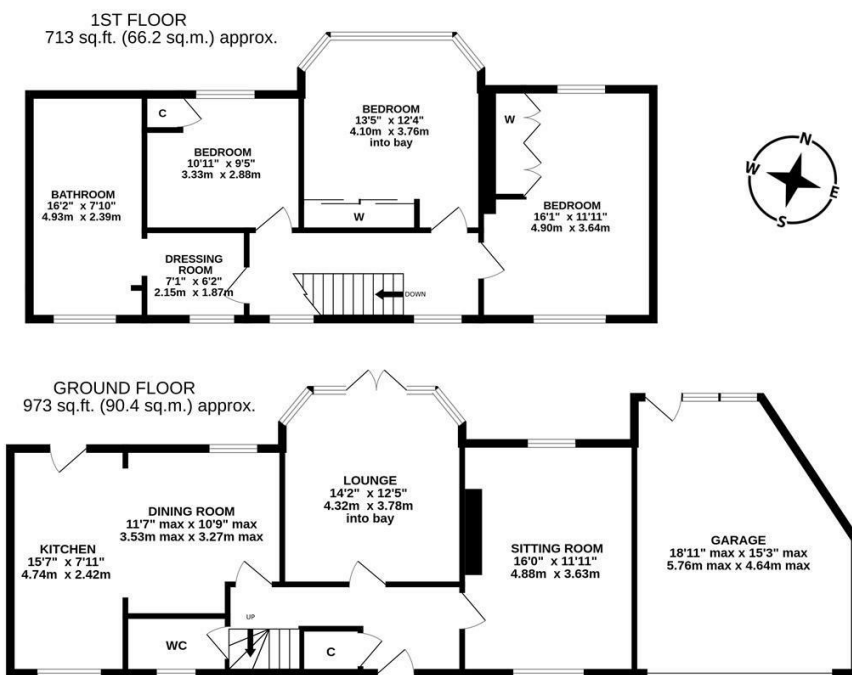 1ST FLOOR
713 sq.ft. (66.2 sq.m.) approx.
C
BEDROOM
10'11" x 9'5"
3.33m x 2.88m
BEDROOM
13'5" x 12'4"
4.10m x 3.76m
into bay
W
W
BEDROOM
16'1" x 11'11"
4.90m x 3.64m
BATHROOM
16'2" x 7'10"
4.93m x 2.39m
DRESSING
ROOM
7'1" x 6'2"
2.15m x 1.87m
DOWN
N
W
E
S
GROUND FLOOR
973 sq.ft. (90.4 sq.m.) approx.
KITCHEN
15'7" x 7'11"
4.74m x 2.42m
DINING ROOM
11'7" max x 10'9" max
3.53m max x 3.27m max
LOUNGE
14'2" x 12'5"
4.32m x 3.78m
into bay
SITTING ROOM
16'0" x 11'11"
4.88m x 3.63m
GARAGE
18'11" max x 15'3" max
5.76m max x 4.64m max
UP
WC
C